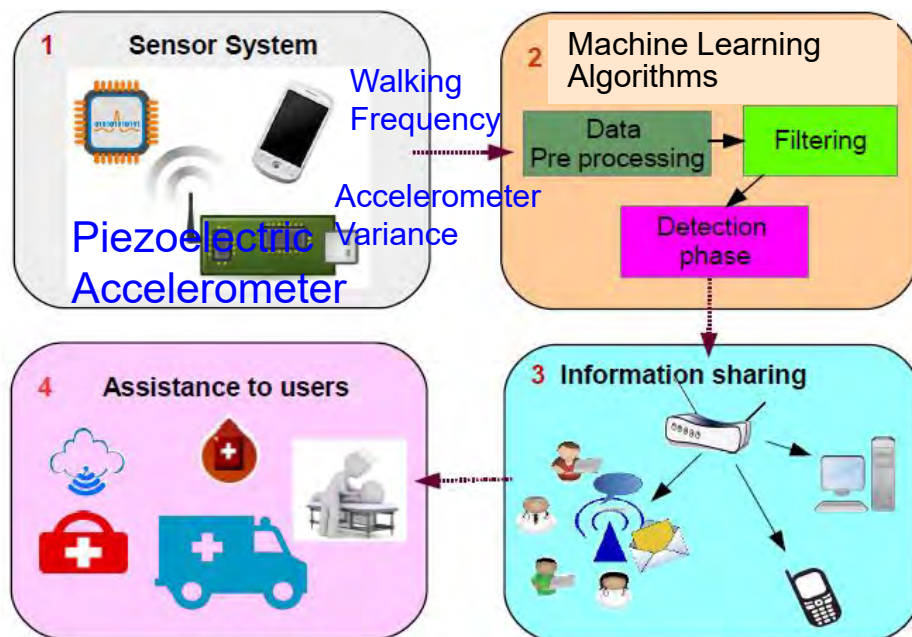 1 Sensor System
Walking
Frequency
Accelerometer
Variance
Piezoelectric
Accelerometer
2 Machine Learning
Algorithms
Data
Pre processing
Filtering
Detection
phase
3 Information sharing
4 Assistance to users